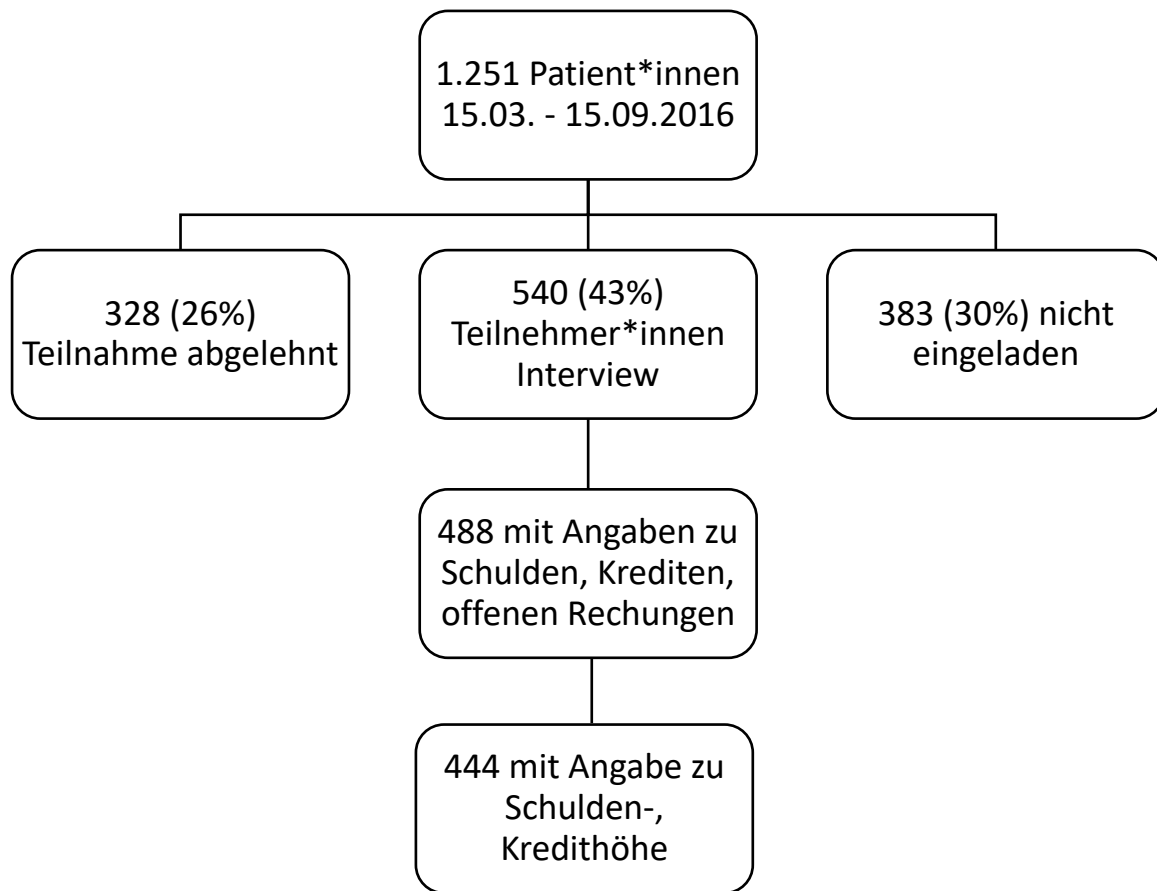 1.251 Patient*innen
15.03. - 15.09.2016
328 (26%)
Teilnahme abgelehnt
540 (43%)
Teilnehmer*innen
Interview
383 (30%) nicht
eingeladen
488 mit Angaben zu
Schulden, Krediten,
offenen Rechungen
444 mit Angabe zu
Schulden-,
Kredithöhe